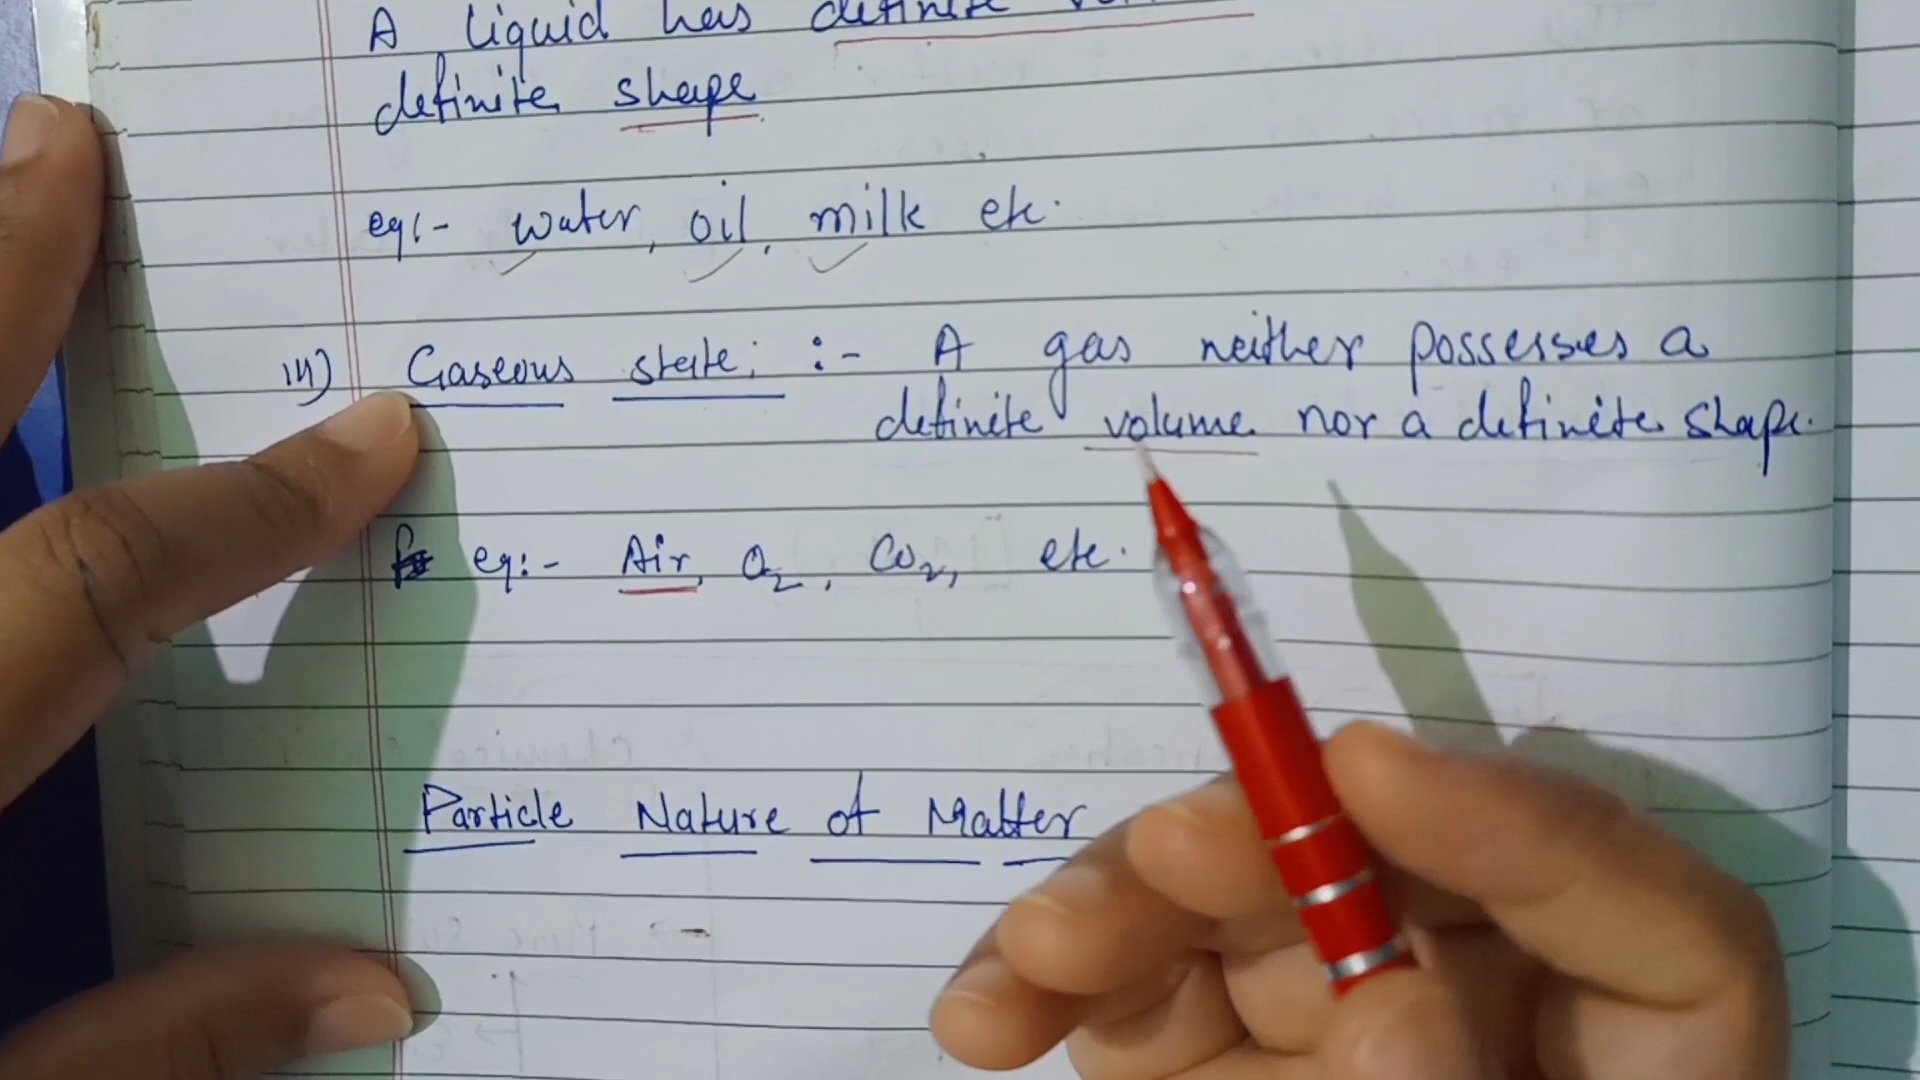 A liquid has definite
definite shape
eg:- water, oil, milk etc.
iii) Gaseous state :- A gas neither possesses a
definite volume nor a definite shape.
eg:- Air, O2, CO2, etc.
Particle Nature of Matter